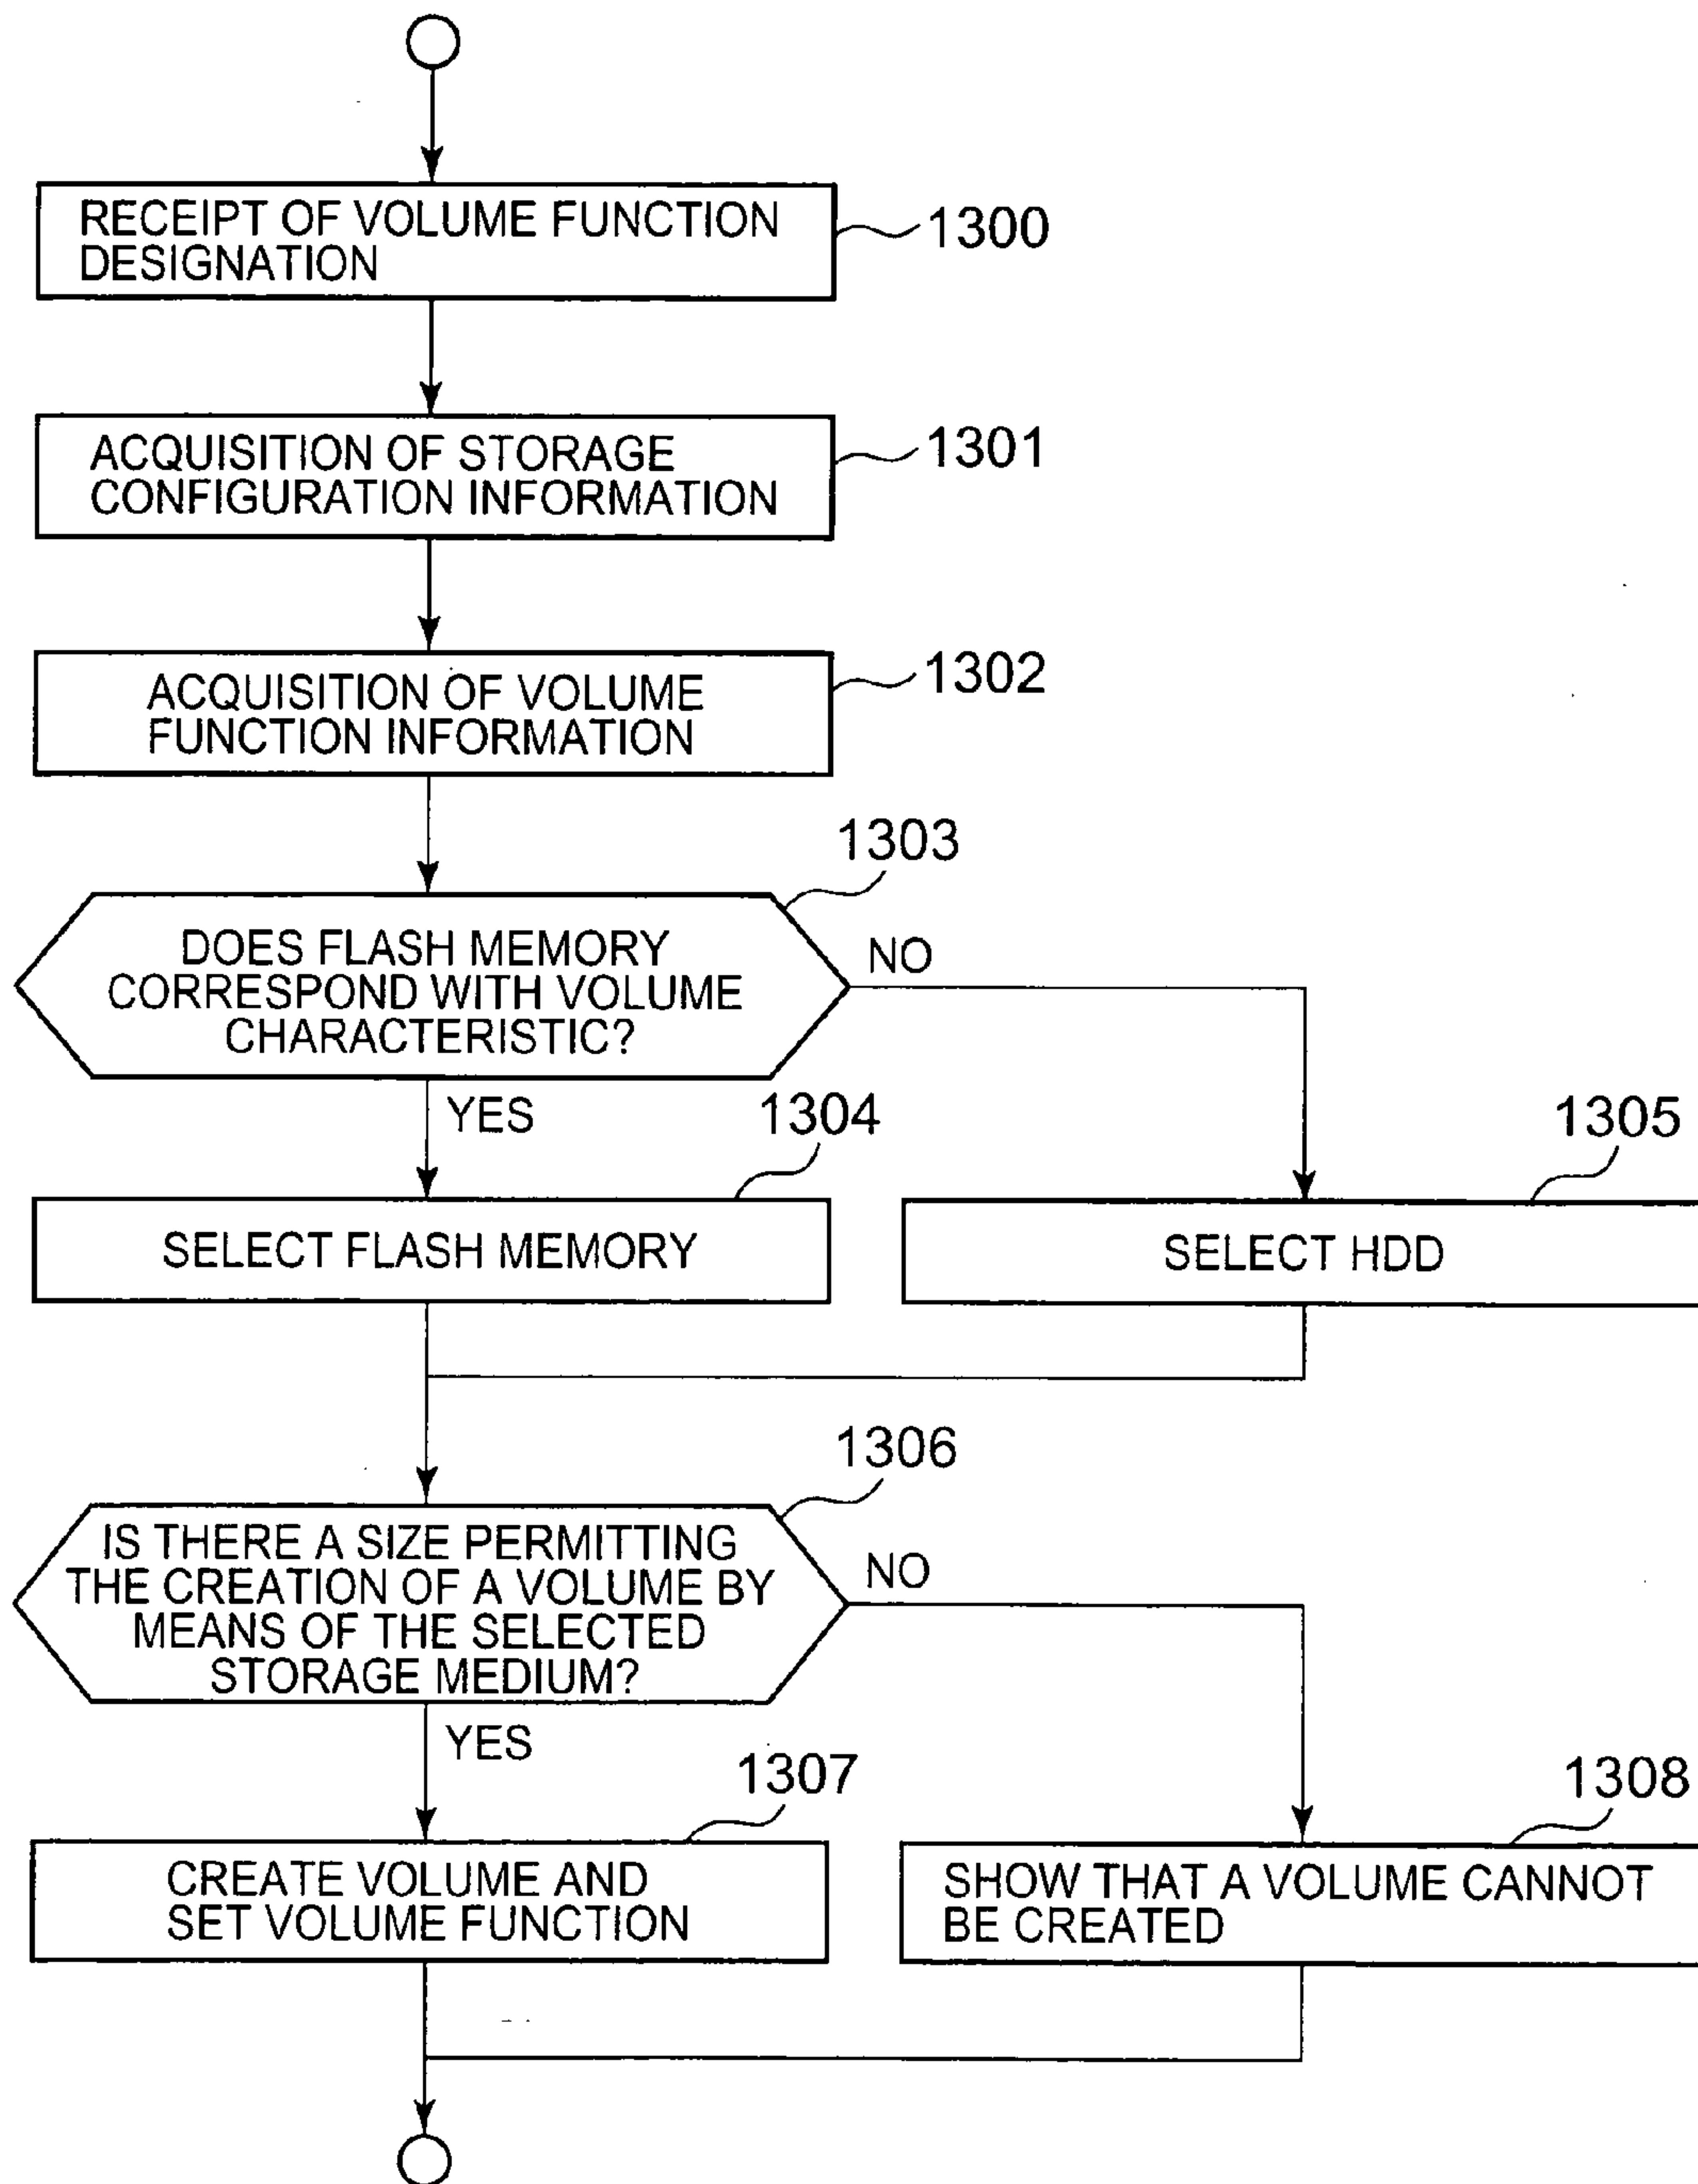 RECEIPT OF VOLUME FUNCTION
DESIGNATION
1300
ACQUISITION OF STORAGE
CONFIGURATION INFORMATION
1301
ACQUISITION OF VOLUME
FUNCTION INFORMATION
1302
1303
DOES FLASH MEMORY
CORRESPOND WITH VOLUME
CHARACTERISTIC?
NO
YES
1304
1305
SELECT FLASH MEMORY
SELECT HDD
1306
IS THERE A SIZE PERMITTING
THE CREATION OF A VOLUME BY
MEANS OF THE SELECTED
STORAGE MEDIUM?
NO
YES
1307
1308
CREATE VOLUME AND
SET VOLUME FUNCTION
SHOW THAT A VOLUME CANNOT
BE CREATED